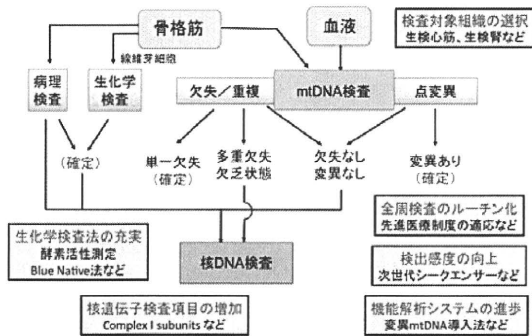 骨格筋
血液
検査対象組織の選択
生検心筋、生検腎など
線維芽細胞
病理
検査
生化学
検査
欠失／重複
mtDNA検査
点変異
(確定)
単一欠失
(確定)
多重欠失
欠乏状態
欠失なし
変異なし
変異あり
(確定)
生化学検査法の充実
酵素活性測定
Blue Native法など
核DNA検査
全周検査のルーチン化
先進医療制度の適応など
検出感度の向上
次世代シークエンサーなど
核遺伝子検査項目の増加
Complex I subunits など
機能解析システムの進歩
変異mtDNA導入法など